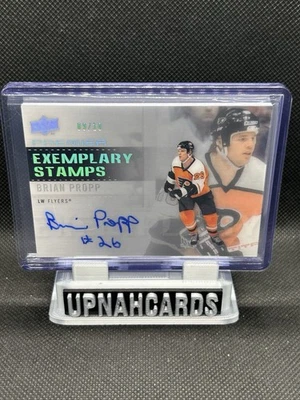 EXEMPLARY
STAMPS
BRIAN PROPP
LW FLYERS
Brian Propp
#26
UPNAHCARDS